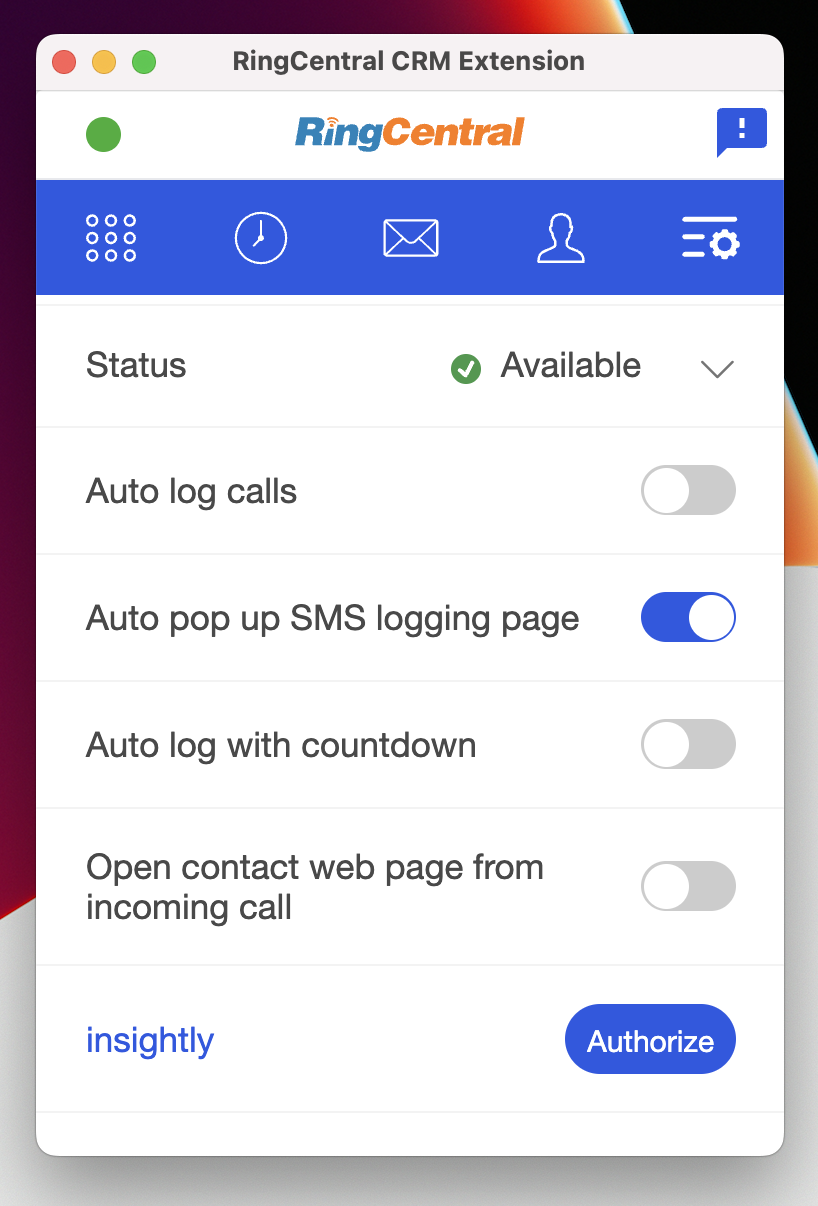 RingCentral CRM Extension
RingCentral
Status
Available
Auto log calls
Auto pop up SMS logging page
Auto log with countdown
Open contact web page from
incoming call
insightly
Authorize